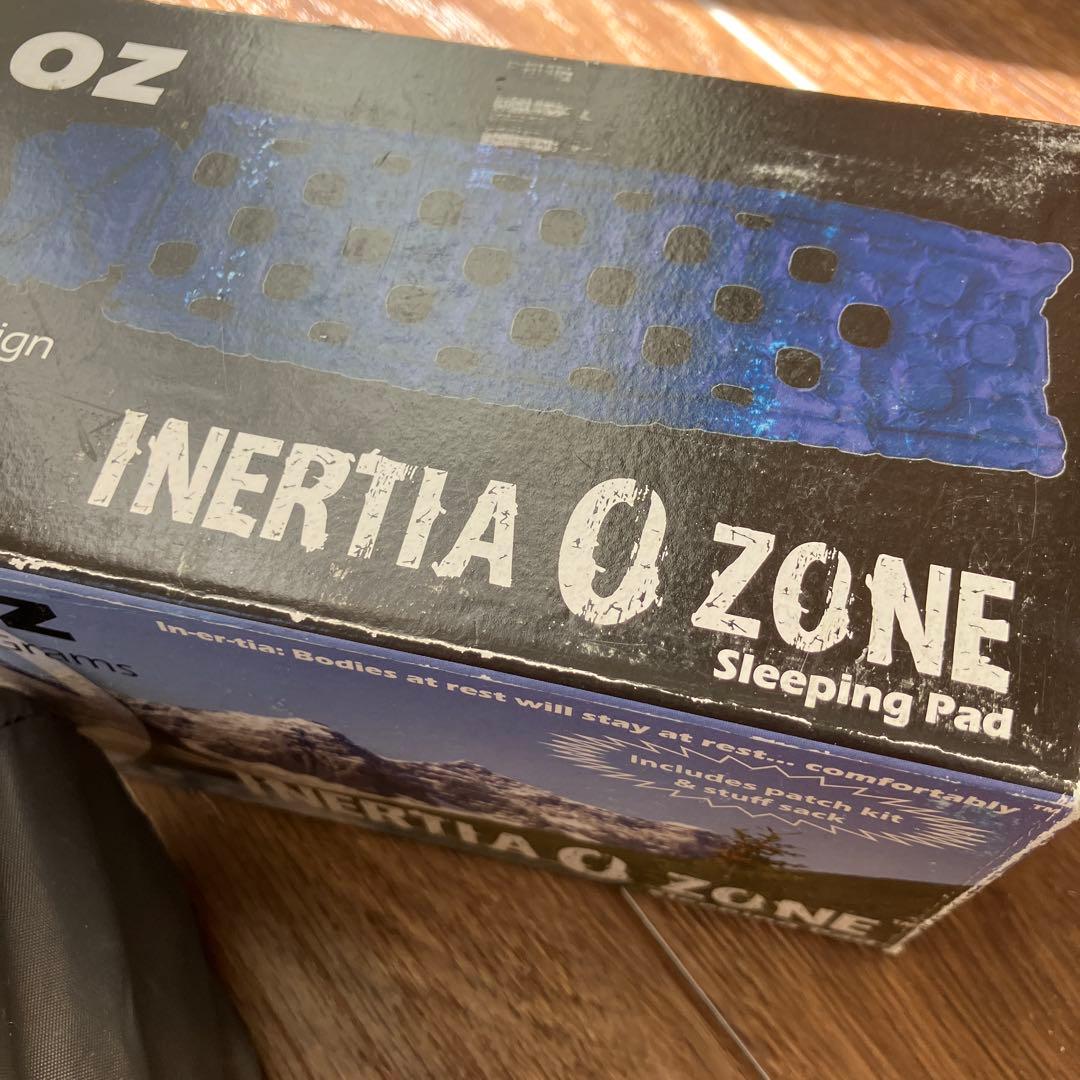 OZ
ign
INERTIA O ZONE
Sleeping Pad
Z
grams
In-er-tia: Bodies at rest will stay at rest... comfortably™
Includes patch kit
& stuff sack
INERTIA O ZONE